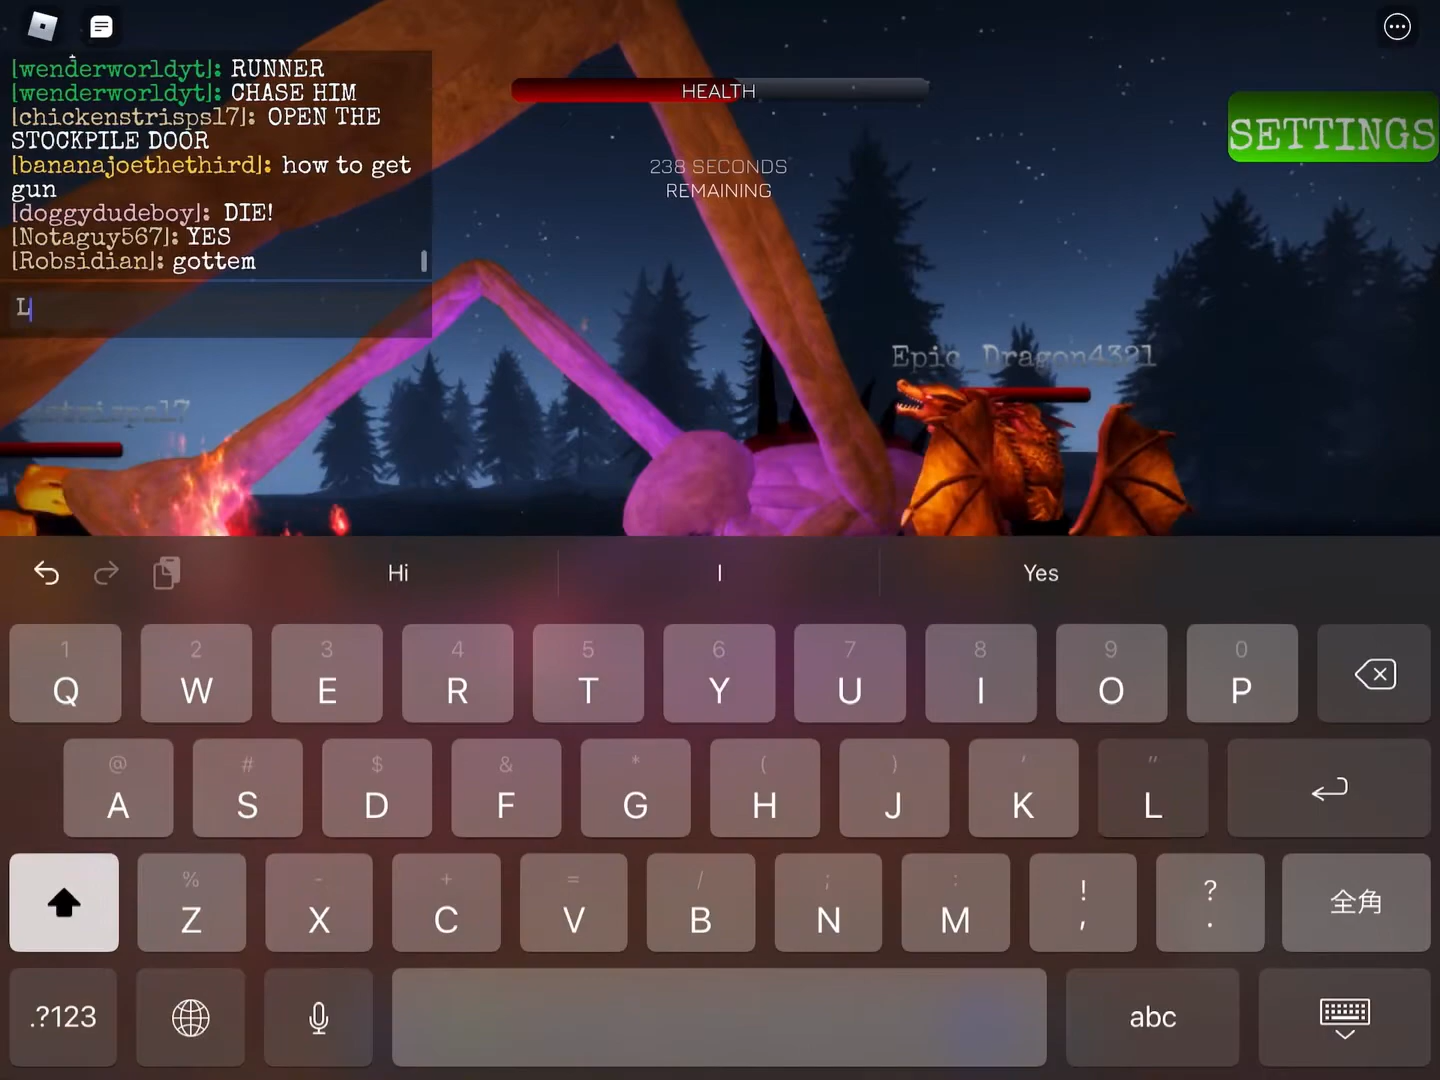 [wenderworldyt]: RUNNER
[wenderworldyt]: CHASE HIM
[chickenstrisps17]: OPEN THE
STOCKPILE DOOR
[bananajoethethird]: how to get
gun
[doggydudeboy]: DIE!
[Notaguy567]: YES
[Robsidian]: gottem
L
HEALTH
238 SECONDS
REMAINING
SETTINGS
Epic_Dragon4321
Hi I Yes
1 2 3 4 5 6 7 8 9 0
Q W E R T Y U I O P
@ # $ & * ( ) ' "
A S D F G H J K L
% - + = / ; : ! ?
Z X C V B N M , . 全角
.?123 abc